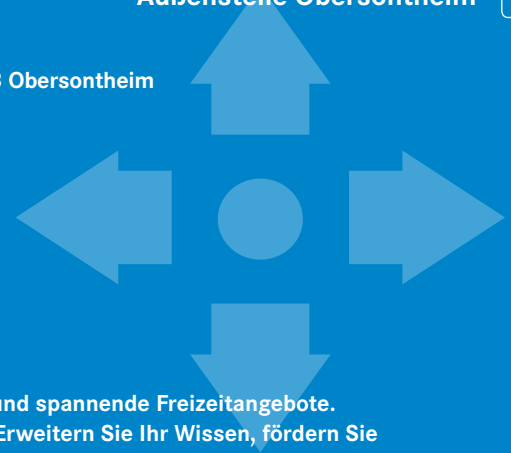 Außenstelle Obersontheim
Obersontheim
und spannende Freizeitangebote.
Erweitern Sie Ihr Wissen, fördern Sie